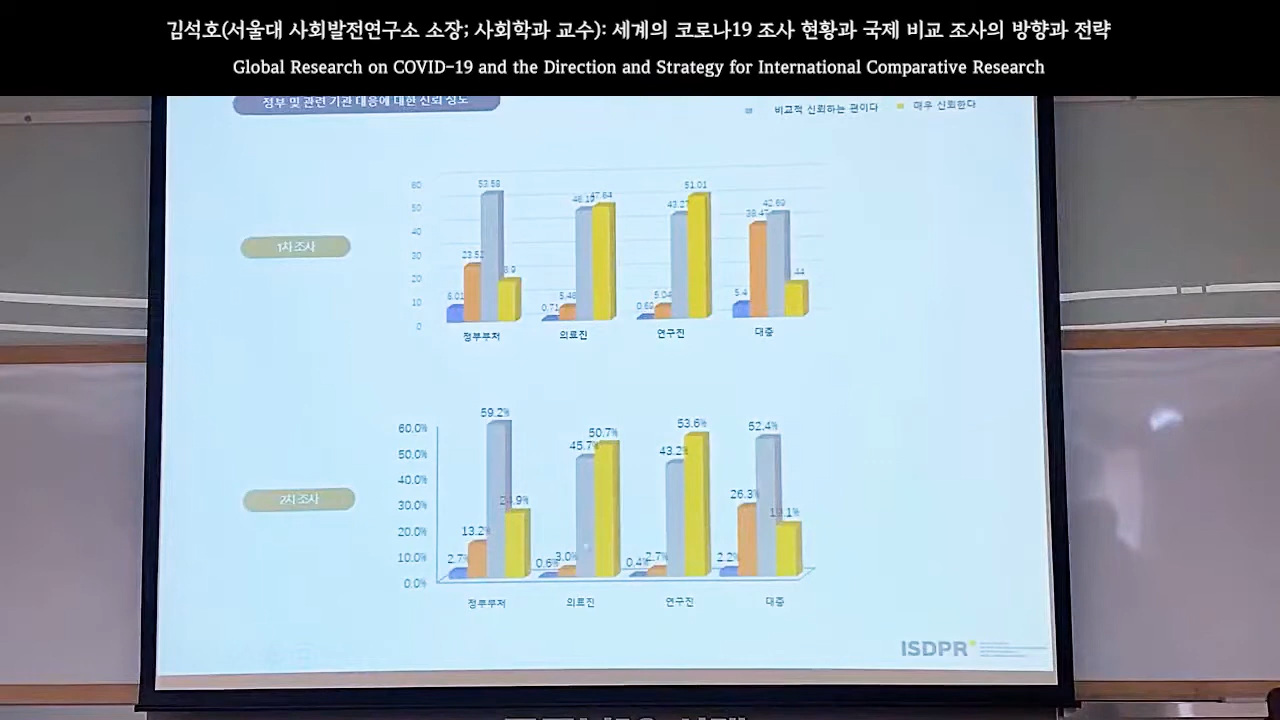 김석호(서울대 사회발전연구소 소장; 사회학과 교수): 세계의 코로나19 조사 현황과 국제 비교 조사의 방향과 전략
Global Research on COVID-19 and the Direction and Strategy for International Comparative Research
정부 및 관련 기관 대응에 대한 신뢰 정도
비교적 신뢰하는 편이다 매우 신뢰한다
1차 조사
60
50
40
30
20
10
0
6.01 23.52 53.58 8.9
0.71 5.46 47.64
0.69 5.04 43.27 51.01
5.4 38.47 42.69 44
정부부처 의료진 연구진 대중
2차 조사
60.0%
50.0%
40.0%
30.0%
20.0%
10.0%
0.0%
2.7% 13.2% 59.2%
0.6% 3.0% 45.7% 50.7%
0.4% 2.7% 43.2% 53.6%
2.2% 26.3% 52.4%
정부부처 의료진 연구진 대중
ISDPR